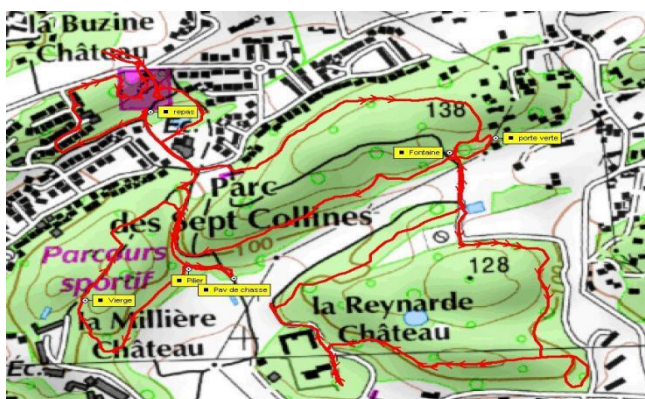 la Buzine
Château
repas
138
porte verte
Fontaine
Parc
des Sept Collines
100
Parcours
sportif
Pilier
Pav de chasse
128
Vierge
la Reynarde
Château
la Millière
Château
Éc.